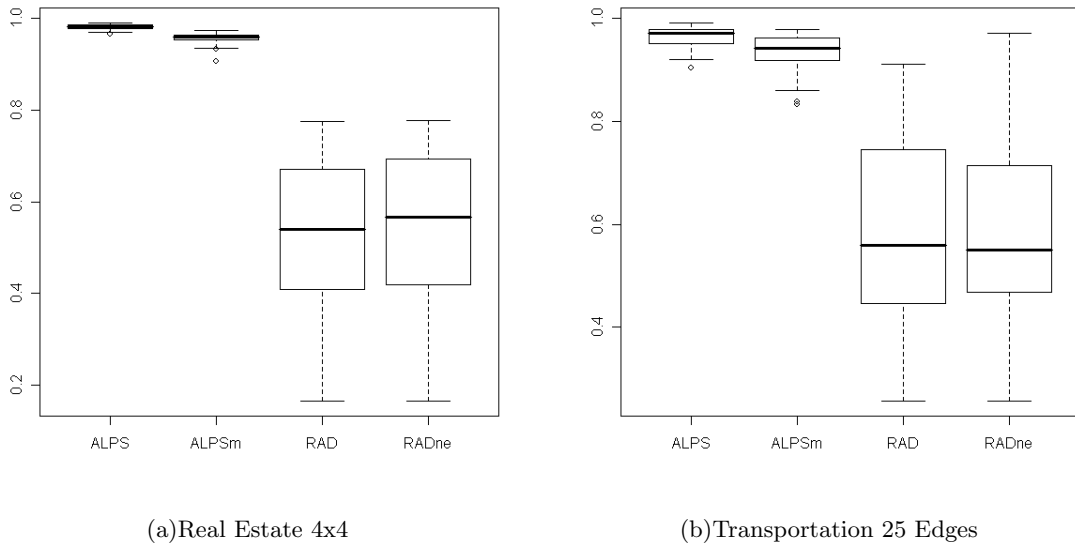 1.0
0.8
0.6
0.4
0.2
ALPS ALPSm RAD RADne
(a)Real Estate 4x4
1.0
0.8
0.6
0.4
ALPS ALPSm RAD RADne
(b)Transportation 25 Edges